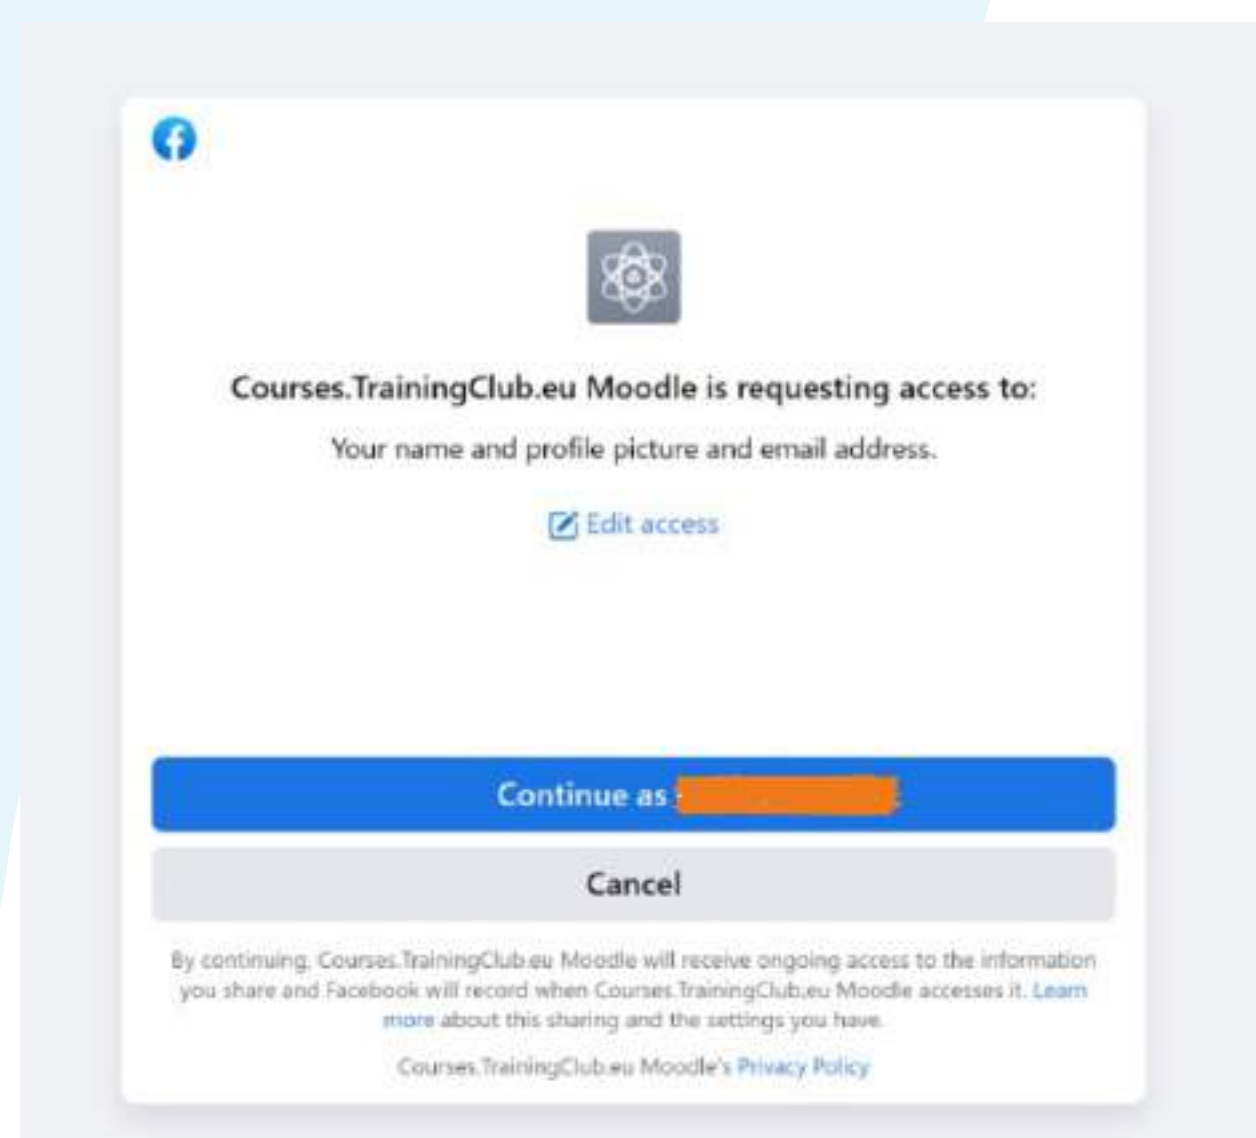 Courses.TrainingClub.eu Moodle is requesting access to:
Your name and profile picture and email address.
Edit access
Continue as
Cancel
By continuing, Courses.TrainingClub.eu Moodle will receive ongoing access to the information
you share and Facebook will record when Courses.TrainingClub.eu Moodle accesses it. Learn
more about this sharing and the settings you have.
Courses.TrainingClub.eu Moodle's Privacy Policy